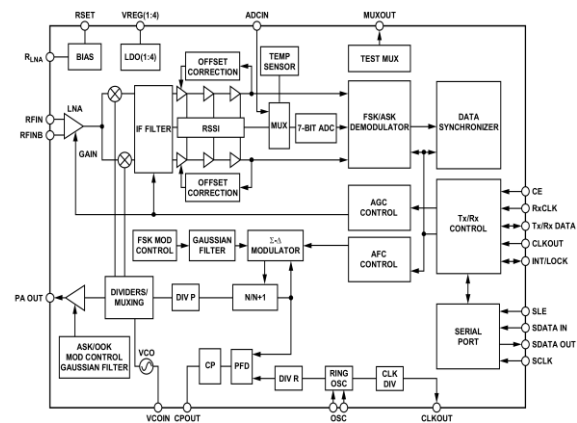 RSET
VREG(1:4)
ADCIN
MUXOUT
RLNA
BIAS
LDO(1:4)
OFFSET
CORRECTION
TEMP
SENSOR
TEST MUX
RFIN
RFINB
LNA
GAIN
IF FILTER
RSSI
MUX
7-BIT ADC
FSK/ASK
DEMODULATOR
DATA
SYNCHRONIZER
OFFSET
CORRECTION
AGC
CONTROL
Tx/Rx
CONTROL
CE
RxCLK
Tx/Rx DATA
CLKOUT
INT/LOCK
FSK MOD
CONTROL
GAUSSIAN
FILTER
Σ-Δ
MODULATOR
AFC
CONTROL
PA OUT
DIVIDERS/
MUXING
DIV P
N/N+1
SERIAL
PORT
SLE
SDATA IN
SDATA OUT
SCLK
ASK/OOK
MOD CONTROL
GAUSSIAN FILTER
VCO
CP
PFD
DIV R
RING
OSC
CLK
DIV
VCOIN
CPOUT
OSC
CLKOUT